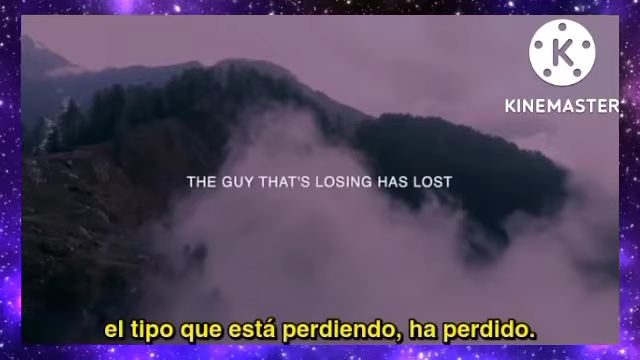 K
KINEMASTER
THE GUY THAT'S LOSING HAS LOST
el tipo que está perdiendo, ha perdido.